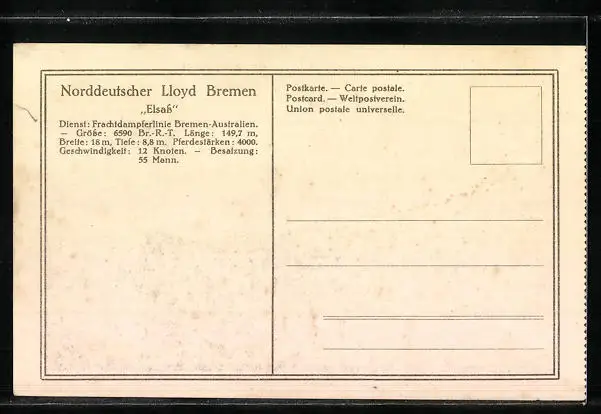 Norddeutscher Lloyd Bremen
„Elsaß“
Dienst: Frachtdampferlinie Bremen-Australien.
— Größe: 6590 Br.-R.-T. Länge: 149,7 m,
Breite: 18 m, Tiefe: 8,8 m. Pferdestärken: 4000.
Geschwindigkeit: 12 Knoten. — Besatzung:
55 Mann.
Postkarte. — Carte postale.
Postcard. — Weltpostverein.
Union postale universelle.